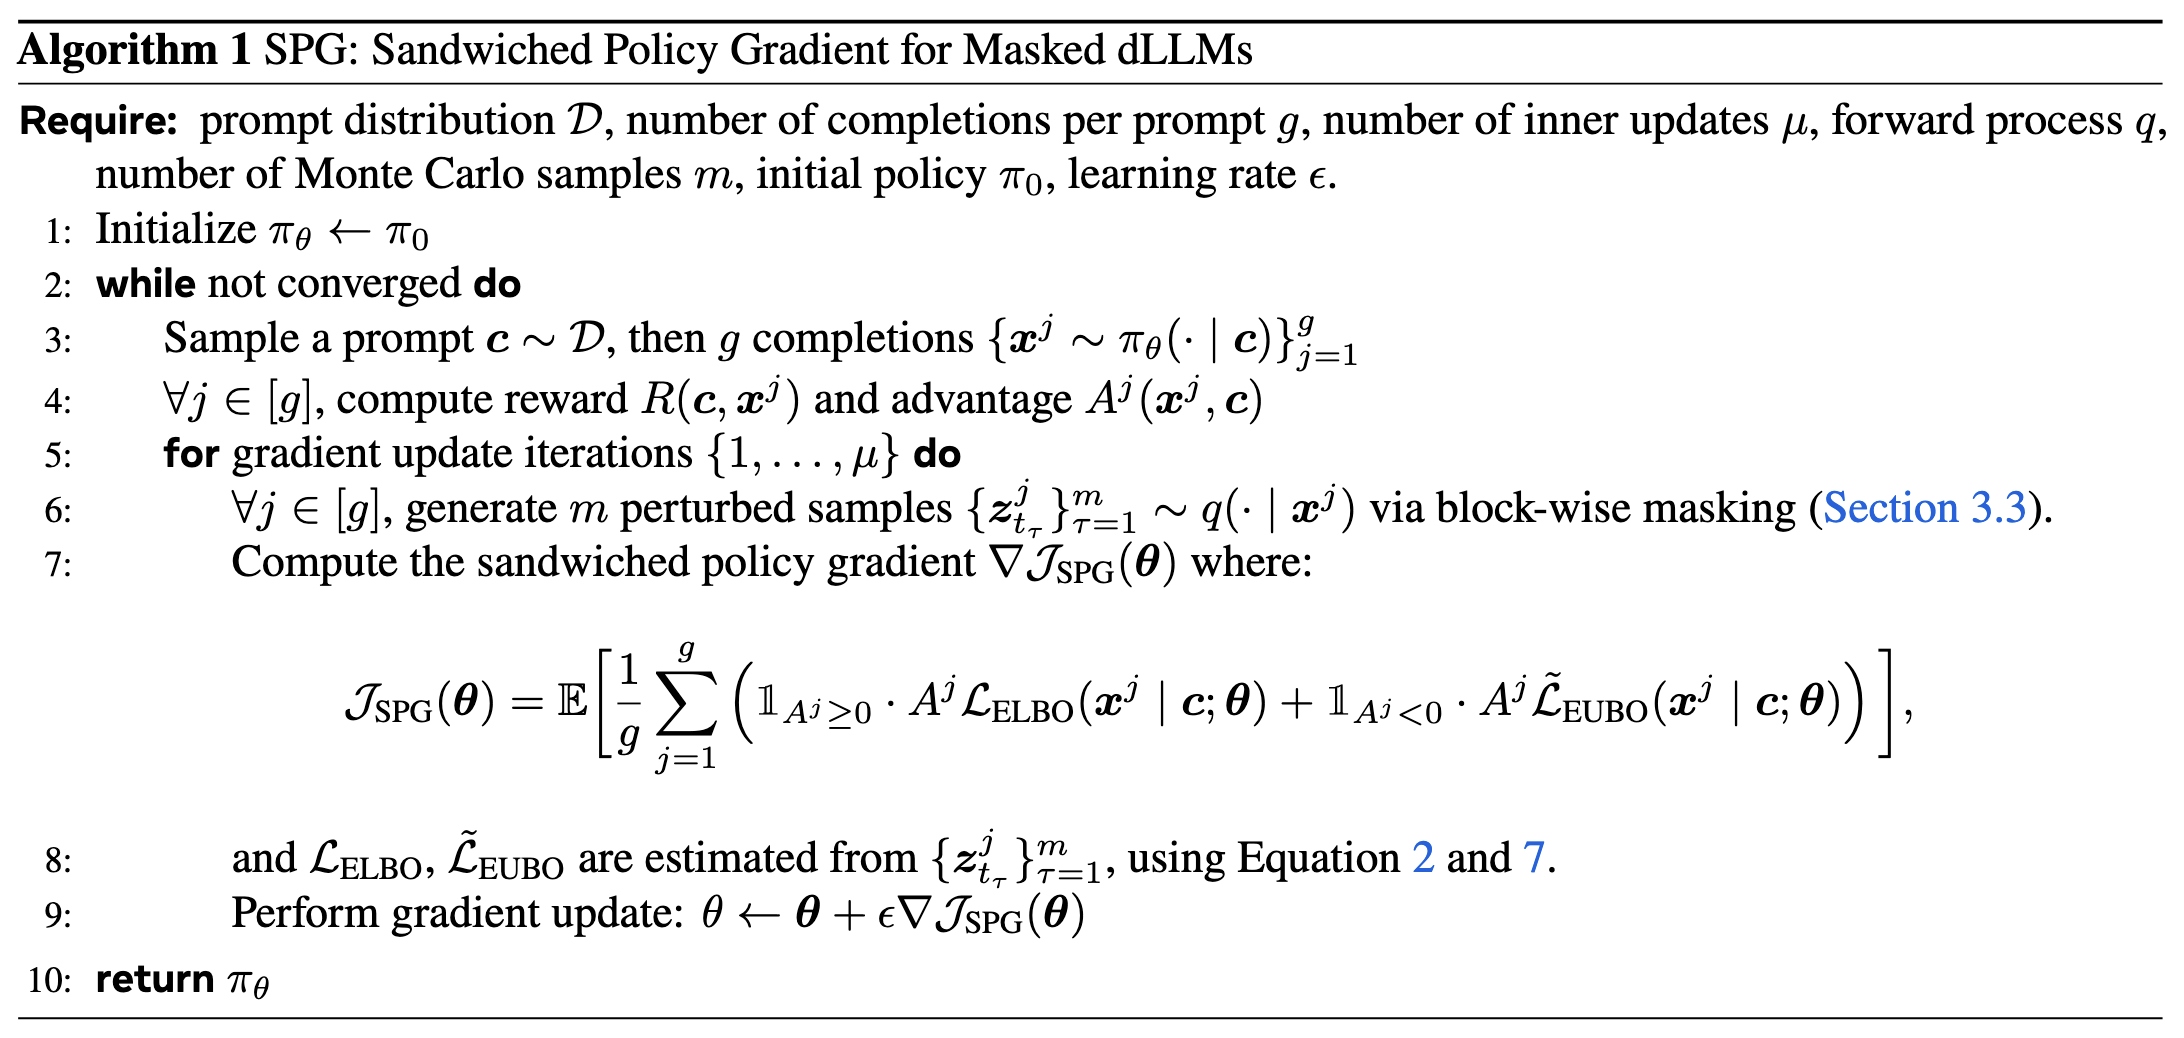 Algorithm 1 SPG: Sandwiched Policy Gradient for Masked dLLMs
Require: prompt distribution $\mathcal{D}$, number of completions per prompt $g$, number of inner updates $\mu$, forward process $q$,
number of Monte Carlo samples $m$, initial policy $\pi_0$, learning rate $\epsilon$.
1: Initialize $\pi_\theta \leftarrow \pi_0$
2: while not converged do
3: Sample a prompt $\boldsymbol{c} \sim \mathcal{D}$, then $g$ completions $\{\boldsymbol{x}^j \sim \pi_\theta(\cdot \mid \boldsymbol{c})\}_{j=1}^{g}$
4: $\forall j \in [g]$, compute reward $R(\boldsymbol{c}, \boldsymbol{x}^j)$ and advantage $A^j(\boldsymbol{x}^j, \boldsymbol{c})$
5: for gradient update iterations $\{1, \ldots, \mu\}$ do
6: $\forall j \in [g]$, generate $m$ perturbed samples $\{\boldsymbol{z}_{t_\tau}^j\}_{\tau=1}^{m} \sim q(\cdot \mid \boldsymbol{x}^j)$ via block-wise masking (Section 3.3).
7: Compute the sandwiched policy gradient $\nabla \mathcal{J}_{\text{SPG}}(\boldsymbol{\theta})$ where:
$\mathcal{J}_{\text{SPG}}(\boldsymbol{\theta}) = \mathbb{E}\left[\frac{1}{g} \sum_{j=1}^{g} \left(\mathbb{1}_{A^j \geq 0} \cdot A^j \mathcal{L}_{\text{ELBO}}(\boldsymbol{x}^j \mid \boldsymbol{c}; \boldsymbol{\theta}) + \mathbb{1}_{A^j < 0} \cdot A^j \tilde{\mathcal{L}}_{\text{EUBO}}(\boldsymbol{x}^j \mid \boldsymbol{c}; \boldsymbol{\theta})\right)\right],$
8: and $\mathcal{L}_{\text{ELBO}}, \tilde{\mathcal{L}}_{\text{EUBO}}$ are estimated from $\{\boldsymbol{z}_{t_\tau}^j\}_{\tau=1}^{m}$, using Equation 2 and 7.
9: Perform gradient update: $\theta \leftarrow \boldsymbol{\theta} + \epsilon \nabla \mathcal{J}_{\text{SPG}}(\boldsymbol{\theta})$
10: return $\pi_\theta$